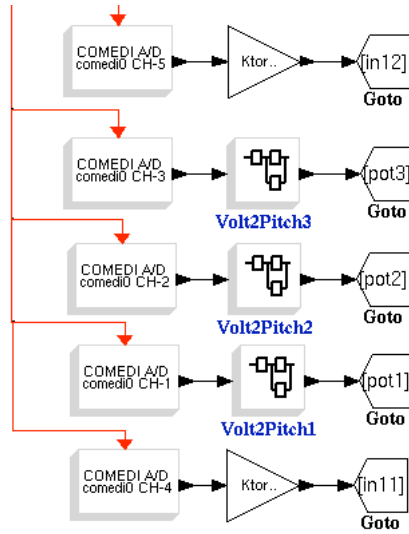 COMEDI A/D
comedi0 CH-5
Ktor..
[in12]
Goto
COMEDI A/D
comedi0 CH-3
[pot3]
Volt2Pitch3
Goto
COMEDI A/D
comedi0 CH-2
[pot2]
Volt2Pitch2
Goto
COMEDI A/D
comedi0 CH-1
[pot1]
Volt2Pitch1
Goto
COMEDI A/D
comedi0 CH-4
Ktor..
[in11]
Goto